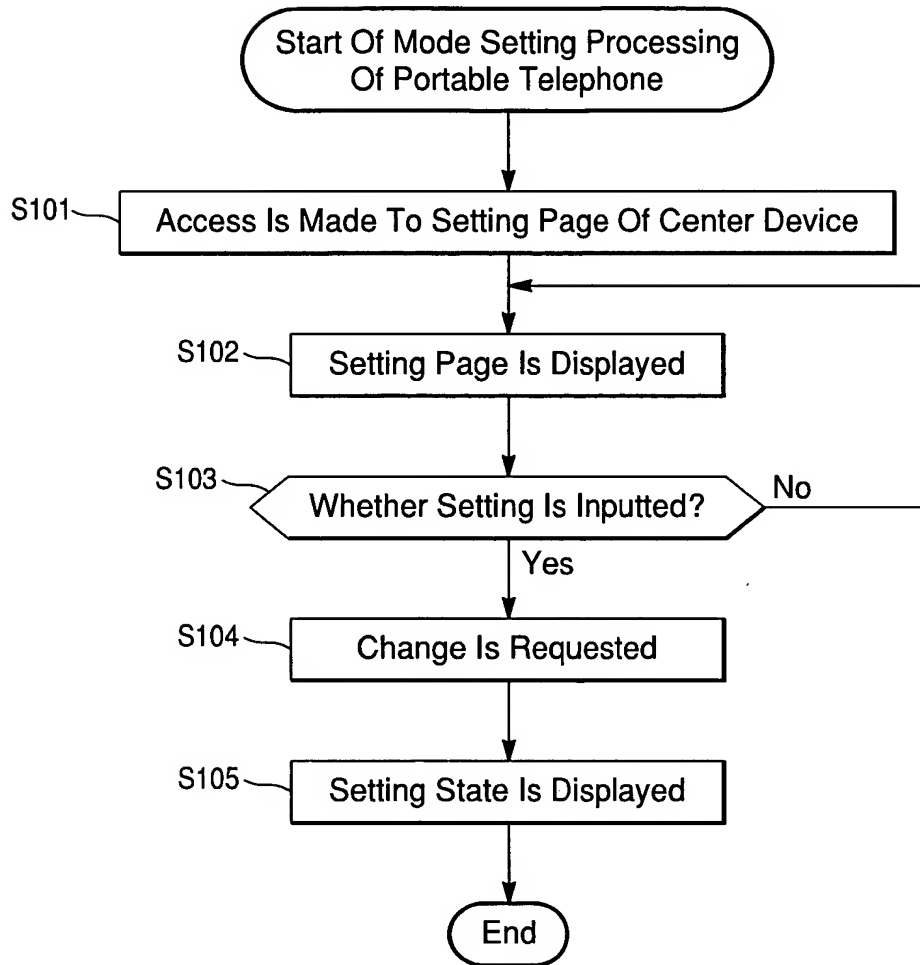 Start Of Mode Setting Processing
Of Portable Telephone
S101
Access Is Made To Setting Page Of Center Device
S102
Setting Page Is Displayed
S103
Whether Setting Is Inputted?
No
Yes
S104
Change Is Requested
S105
Setting State Is Displayed
End